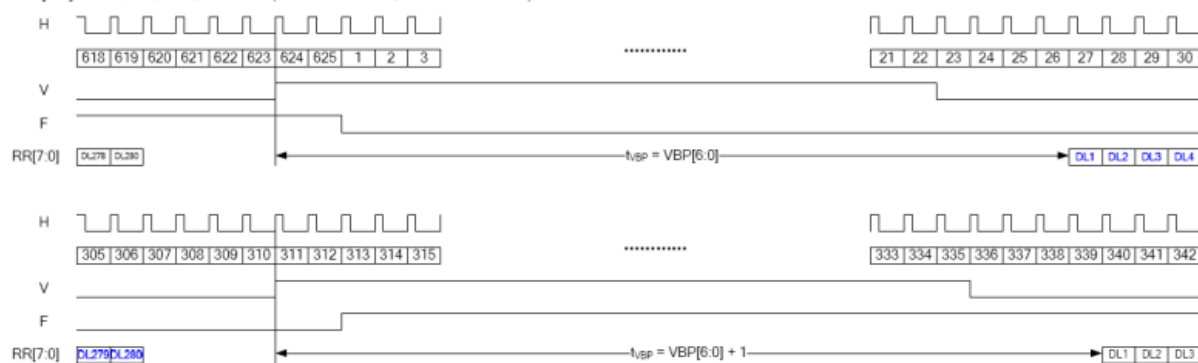 H
618 619 620 621 622 623 624 625 1 2 3 ............ 21 22 23 24 25 26 27 28 29 30
V
F
RR[7:0] DL278 DL280 tVBP = VBP[6:0] DL1 DL2 DL3 DL4
H
305 306 307 308 309 310 311 312 313 314 315 ............ 333 334 335 336 337 338 339 340 341 342
V
F
RR[7:0] DL279 DL280 tVBP = VBP[6:0] + 1 DL1 DL2 DL3